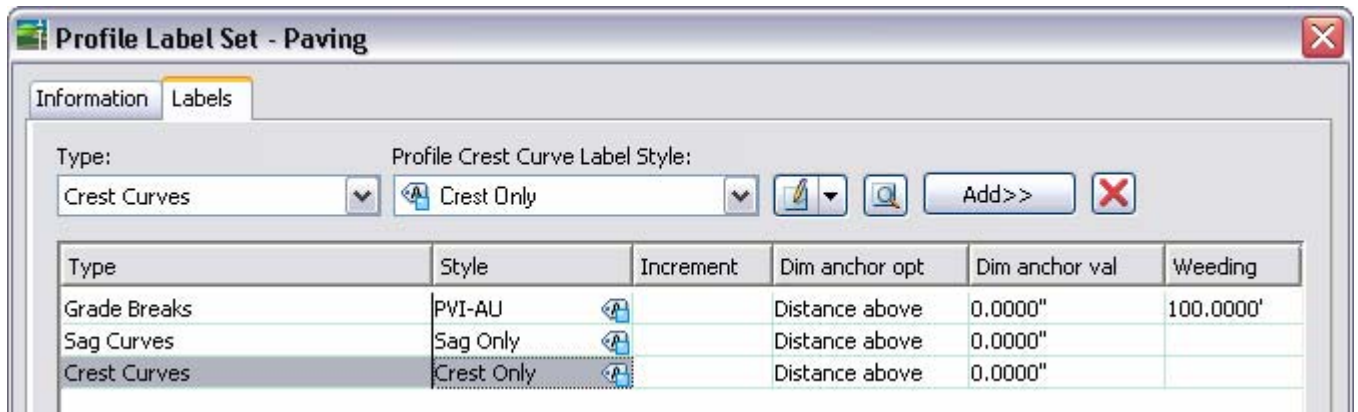 Profile Label Set - Paving
Information Labels
Type: Profile Crest Curve Label Style:
Crest Curves Crest Only Add>>
Type Style Increment Dim anchor opt Dim anchor val Weeding
Grade Breaks PVI-AU Distance above 0.0000" 100.0000'
Sag Curves Sag Only Distance above 0.0000"
Crest Curves Crest Only Distance above 0.0000"